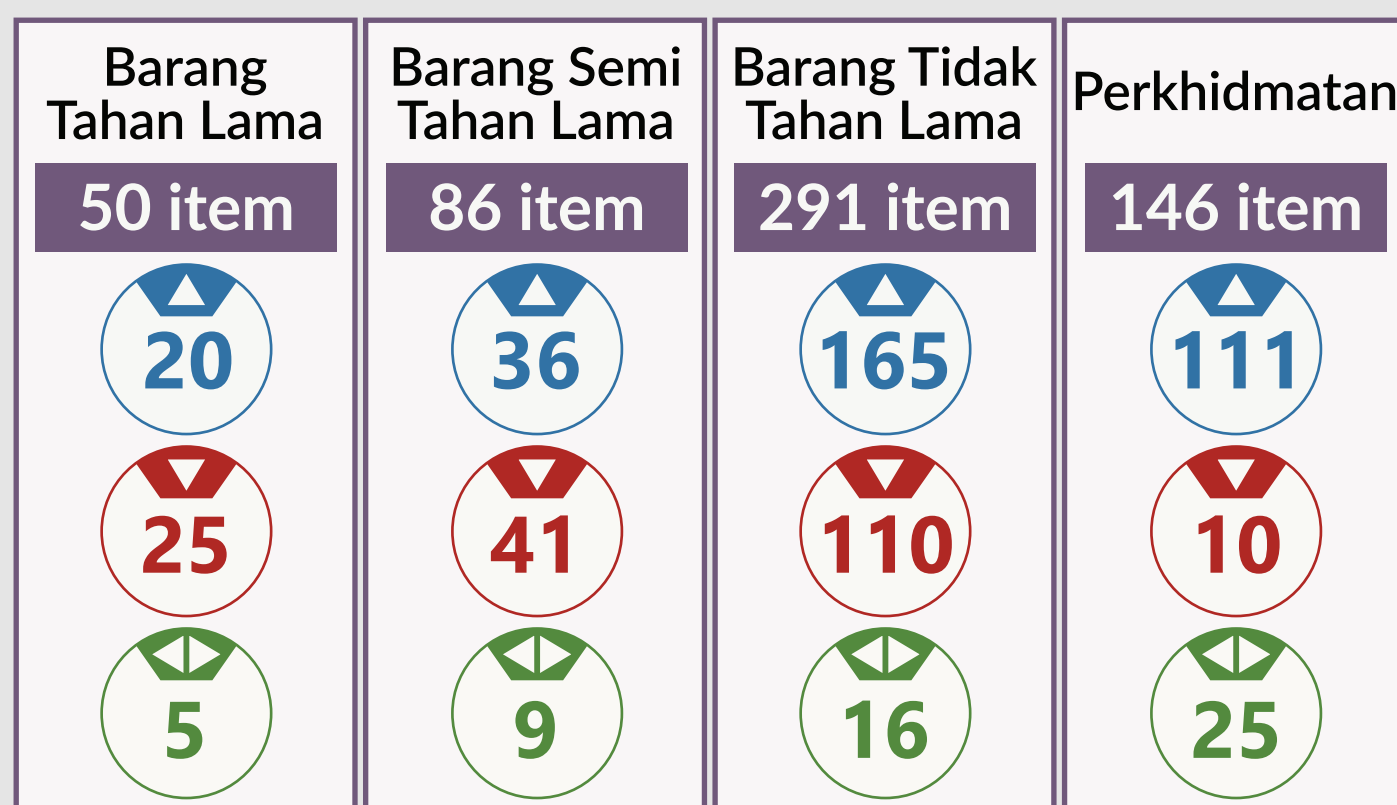 Barang
Tahan Lama
50 item
20
25
5
Barang Semi
Tahan Lama
86 item
36
41
9
Barang Tidak
Tahan Lama
291 item
165
110
16
Perkhidmatan
146 item
111
10
25